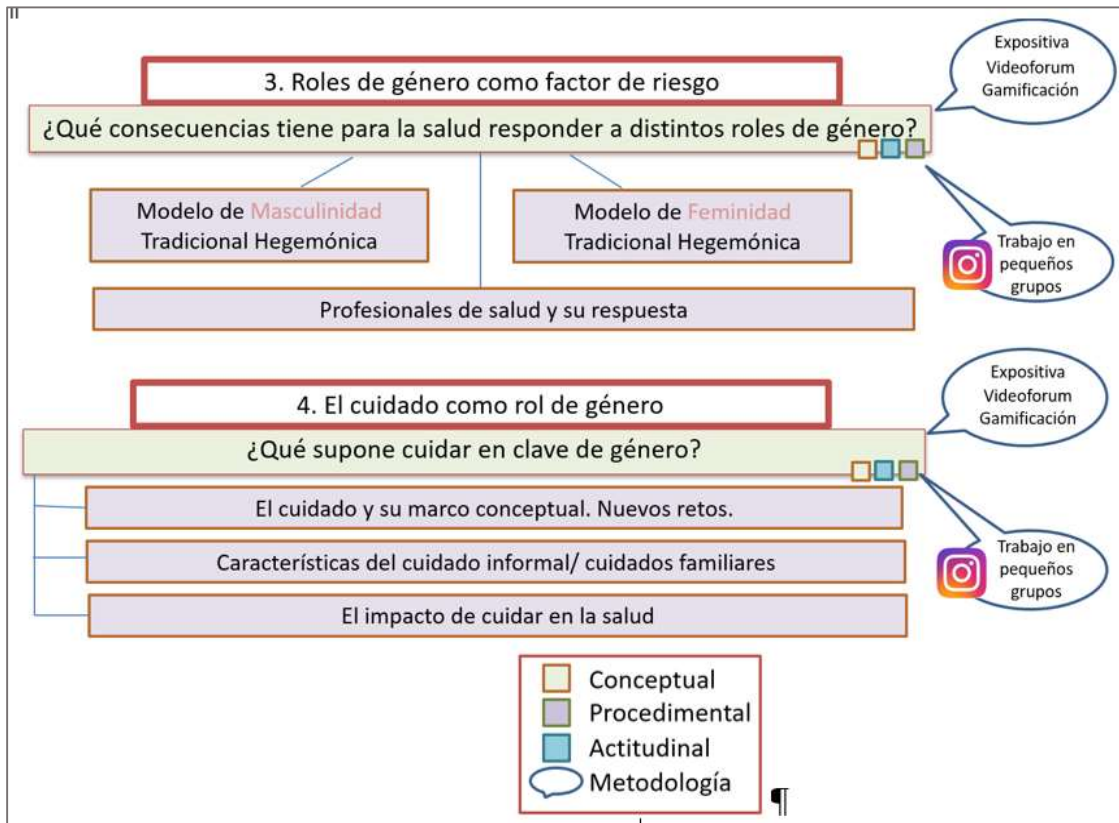 Expositiva
Videoforum
Gamificación
3. Roles de género como factor de riesgo
¿Qué consecuencias tiene para la salud responder a distintos roles de género?
Modelo de Masculinidad
Tradicional Hegemónica
Modelo de Feminidad
Tradicional Hegemónica
Trabajo en
pequeños
grupos
Profesionales de salud y su respuesta
Expositiva
Videoforum
Gamificación
4. El cuidado como rol de género
¿Qué supone cuidar en clave de género?
El cuidado y su marco conceptual. Nuevos retos.
Características del cuidado informal/ cuidados familiares
Trabajo en
pequeños
grupos
El impacto de cuidar en la salud
Conceptual
Procedimental
Actitudinal
Metodología
¶